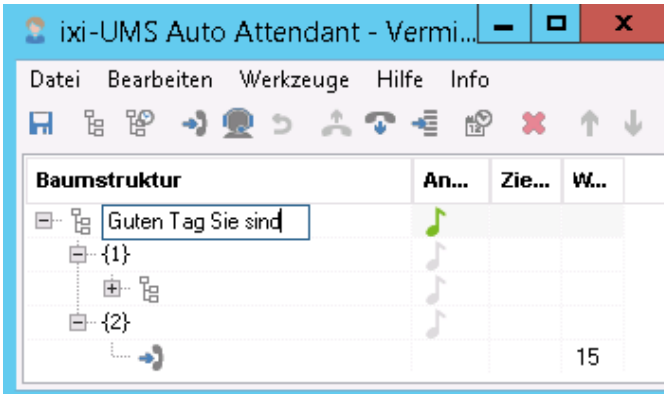 ixi-UMS Auto Attendant - Vermi...
Datei Bearbeiten Werkzeuge Hilfe Info
12
Baumstruktur An... Zie... W...
Guten Tag Sie sind
{1}
{2}
15